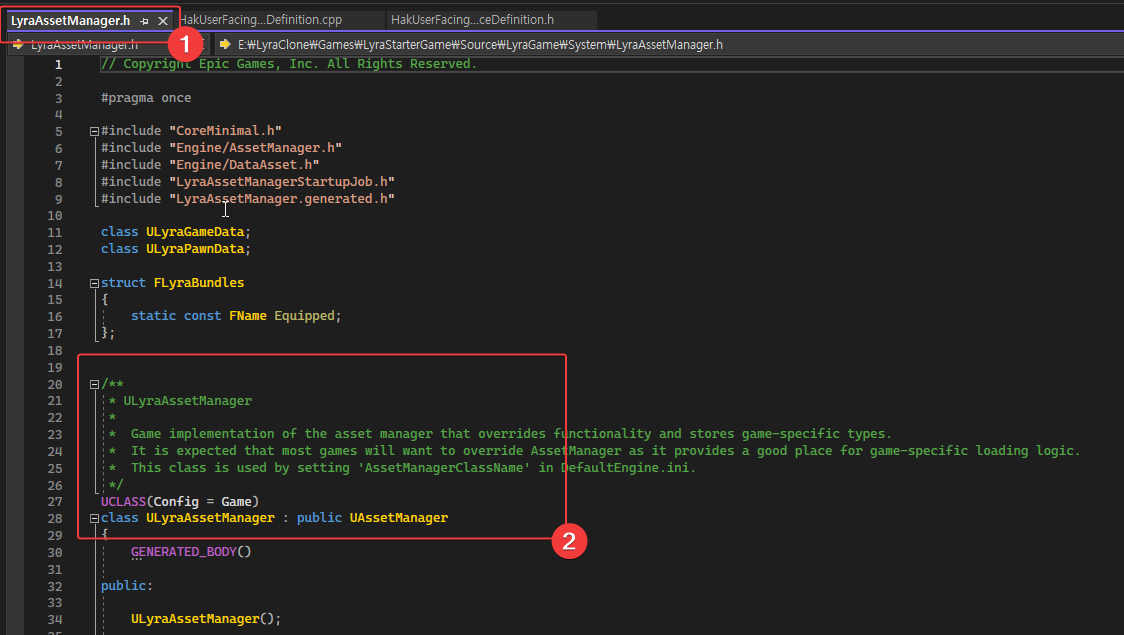 LyraAssetManager.h
HakUserFacing...Definition.cpp
HakUserFacing...ceDefinition.h
1
LyraAssetManager.h
E:₩LyraClone₩Games₩LyraStarterGame₩Source₩LyraGame₩System₩LyraAssetManager.h
1 // Copyright Epic Games, Inc. All Rights Reserved.
2
3 #pragma once
4
5 #include "CoreMinimal.h"
6 #include "Engine/AssetManager.h"
7 #include "Engine/DataAsset.h"
8 #include "LyraAssetManagerStartupJob.h"
9 #include "LyraAssetManager.generated.h"
10
11 class ULyraGameData;
12 class ULyraPawnData;
13
14 struct FLyraBundles
15 {
16 static const FName Equipped;
17 };
18
19
20 /**
21 * ULyraAssetManager
22 *
23 * Game implementation of the asset manager that overrides functionality and stores game-specific types.
24 * It is expected that most games will want to override AssetManager as it provides a good place for game-specific loading logic.
25 * This class is used by setting 'AssetManagerClassName' in DefaultEngine.ini.
26 */
27 UCLASS(Config = Game)
28 class ULyraAssetManager : public UAssetManager
29 {
2
30 GENERATED_BODY()
31
32 public:
33
34 ULyraAssetManager();